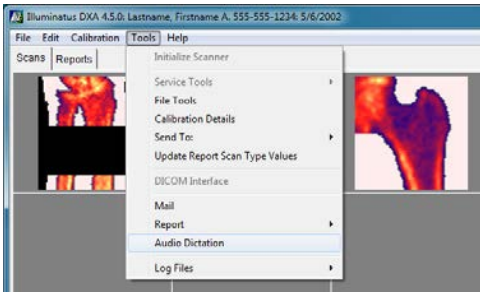 Illuminatus DXA 4.5.0: Lastname, Firstname A. 555-555-1234: 5/6/2002
File Edit Calibration Tools Help
Scans Reports
Initialize Scanner
Service Tools
File Tools
Calibration Details
Send To:
Update Report Scan Type Values
DICOM Interface
Mail
Report
Audio Dictation
Log Files